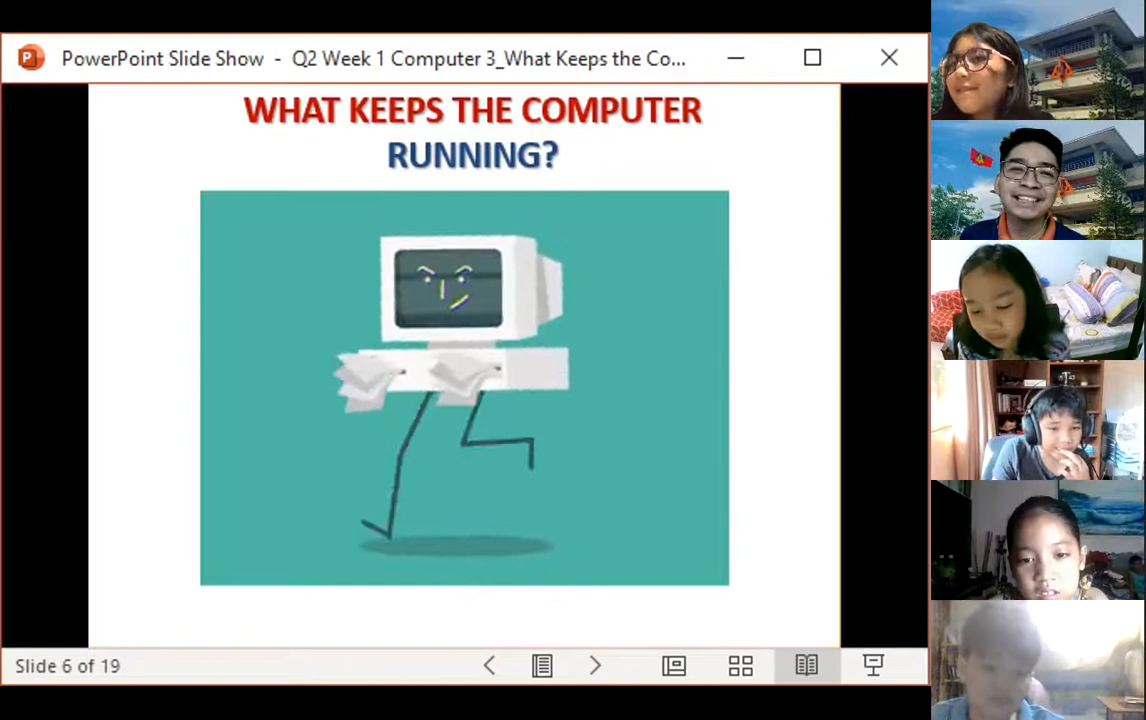 PowerPoint Slide Show - Q2 Week 1 Computer 3_What Keeps the Co...
WHAT KEEPS THE COMPUTER
RUNNING?
Slide 6 of 19